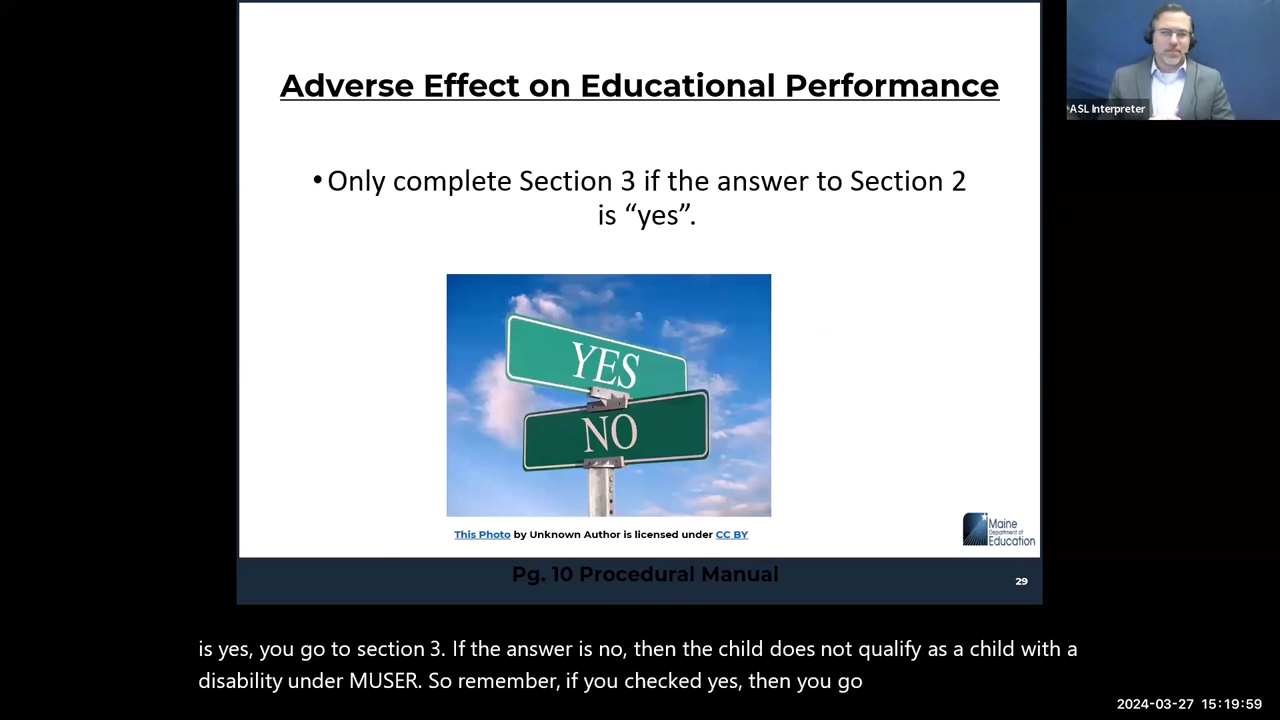 Adverse Effect on Educational Performance
•Only complete Section 3 if the answer to Section 2
is “yes”.
YES
NO
This Photo by Unknown Author is licensed under CC BY
Maine
Department of
Education
Pg. 10 Procedural Manual
29
ASL Interpreter
is yes, you go to section 3. If the answer is no, then the child does not qualify as a child with a
disability under MUSER. So remember, if you checked yes, then you go
2024-03-27 15:19:59